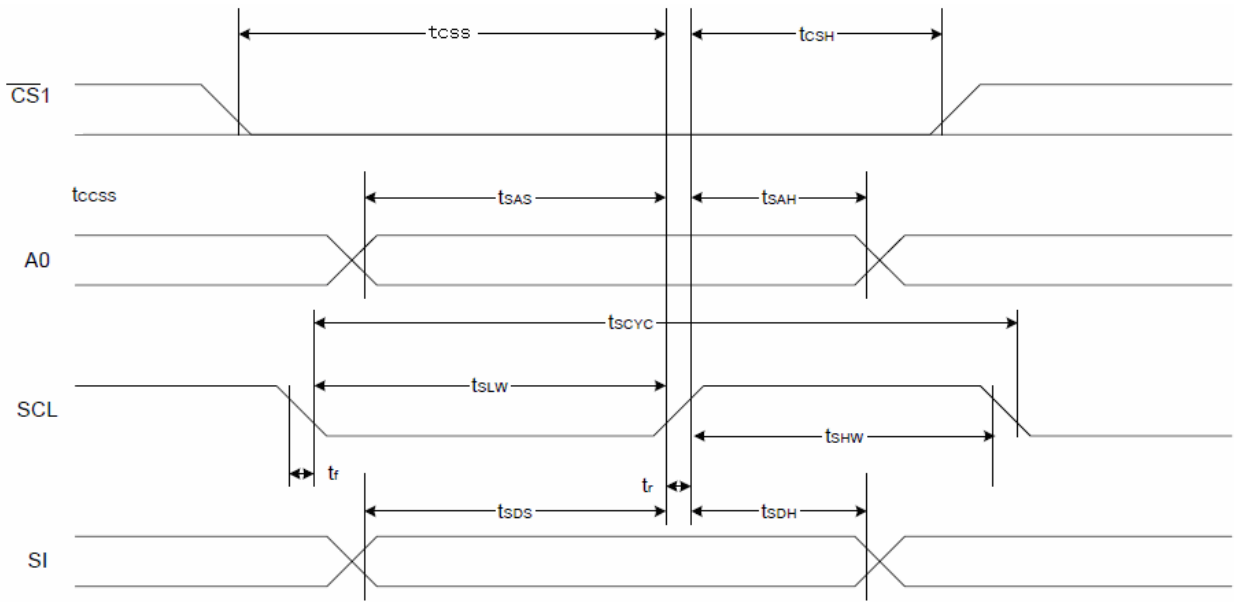 tcss
tCSH
CS1
tccss
tSAS
tSAH
A0
tSCYC
tSLW
SCL
tSHW
tf
tr
tSDS
tSDH
SI